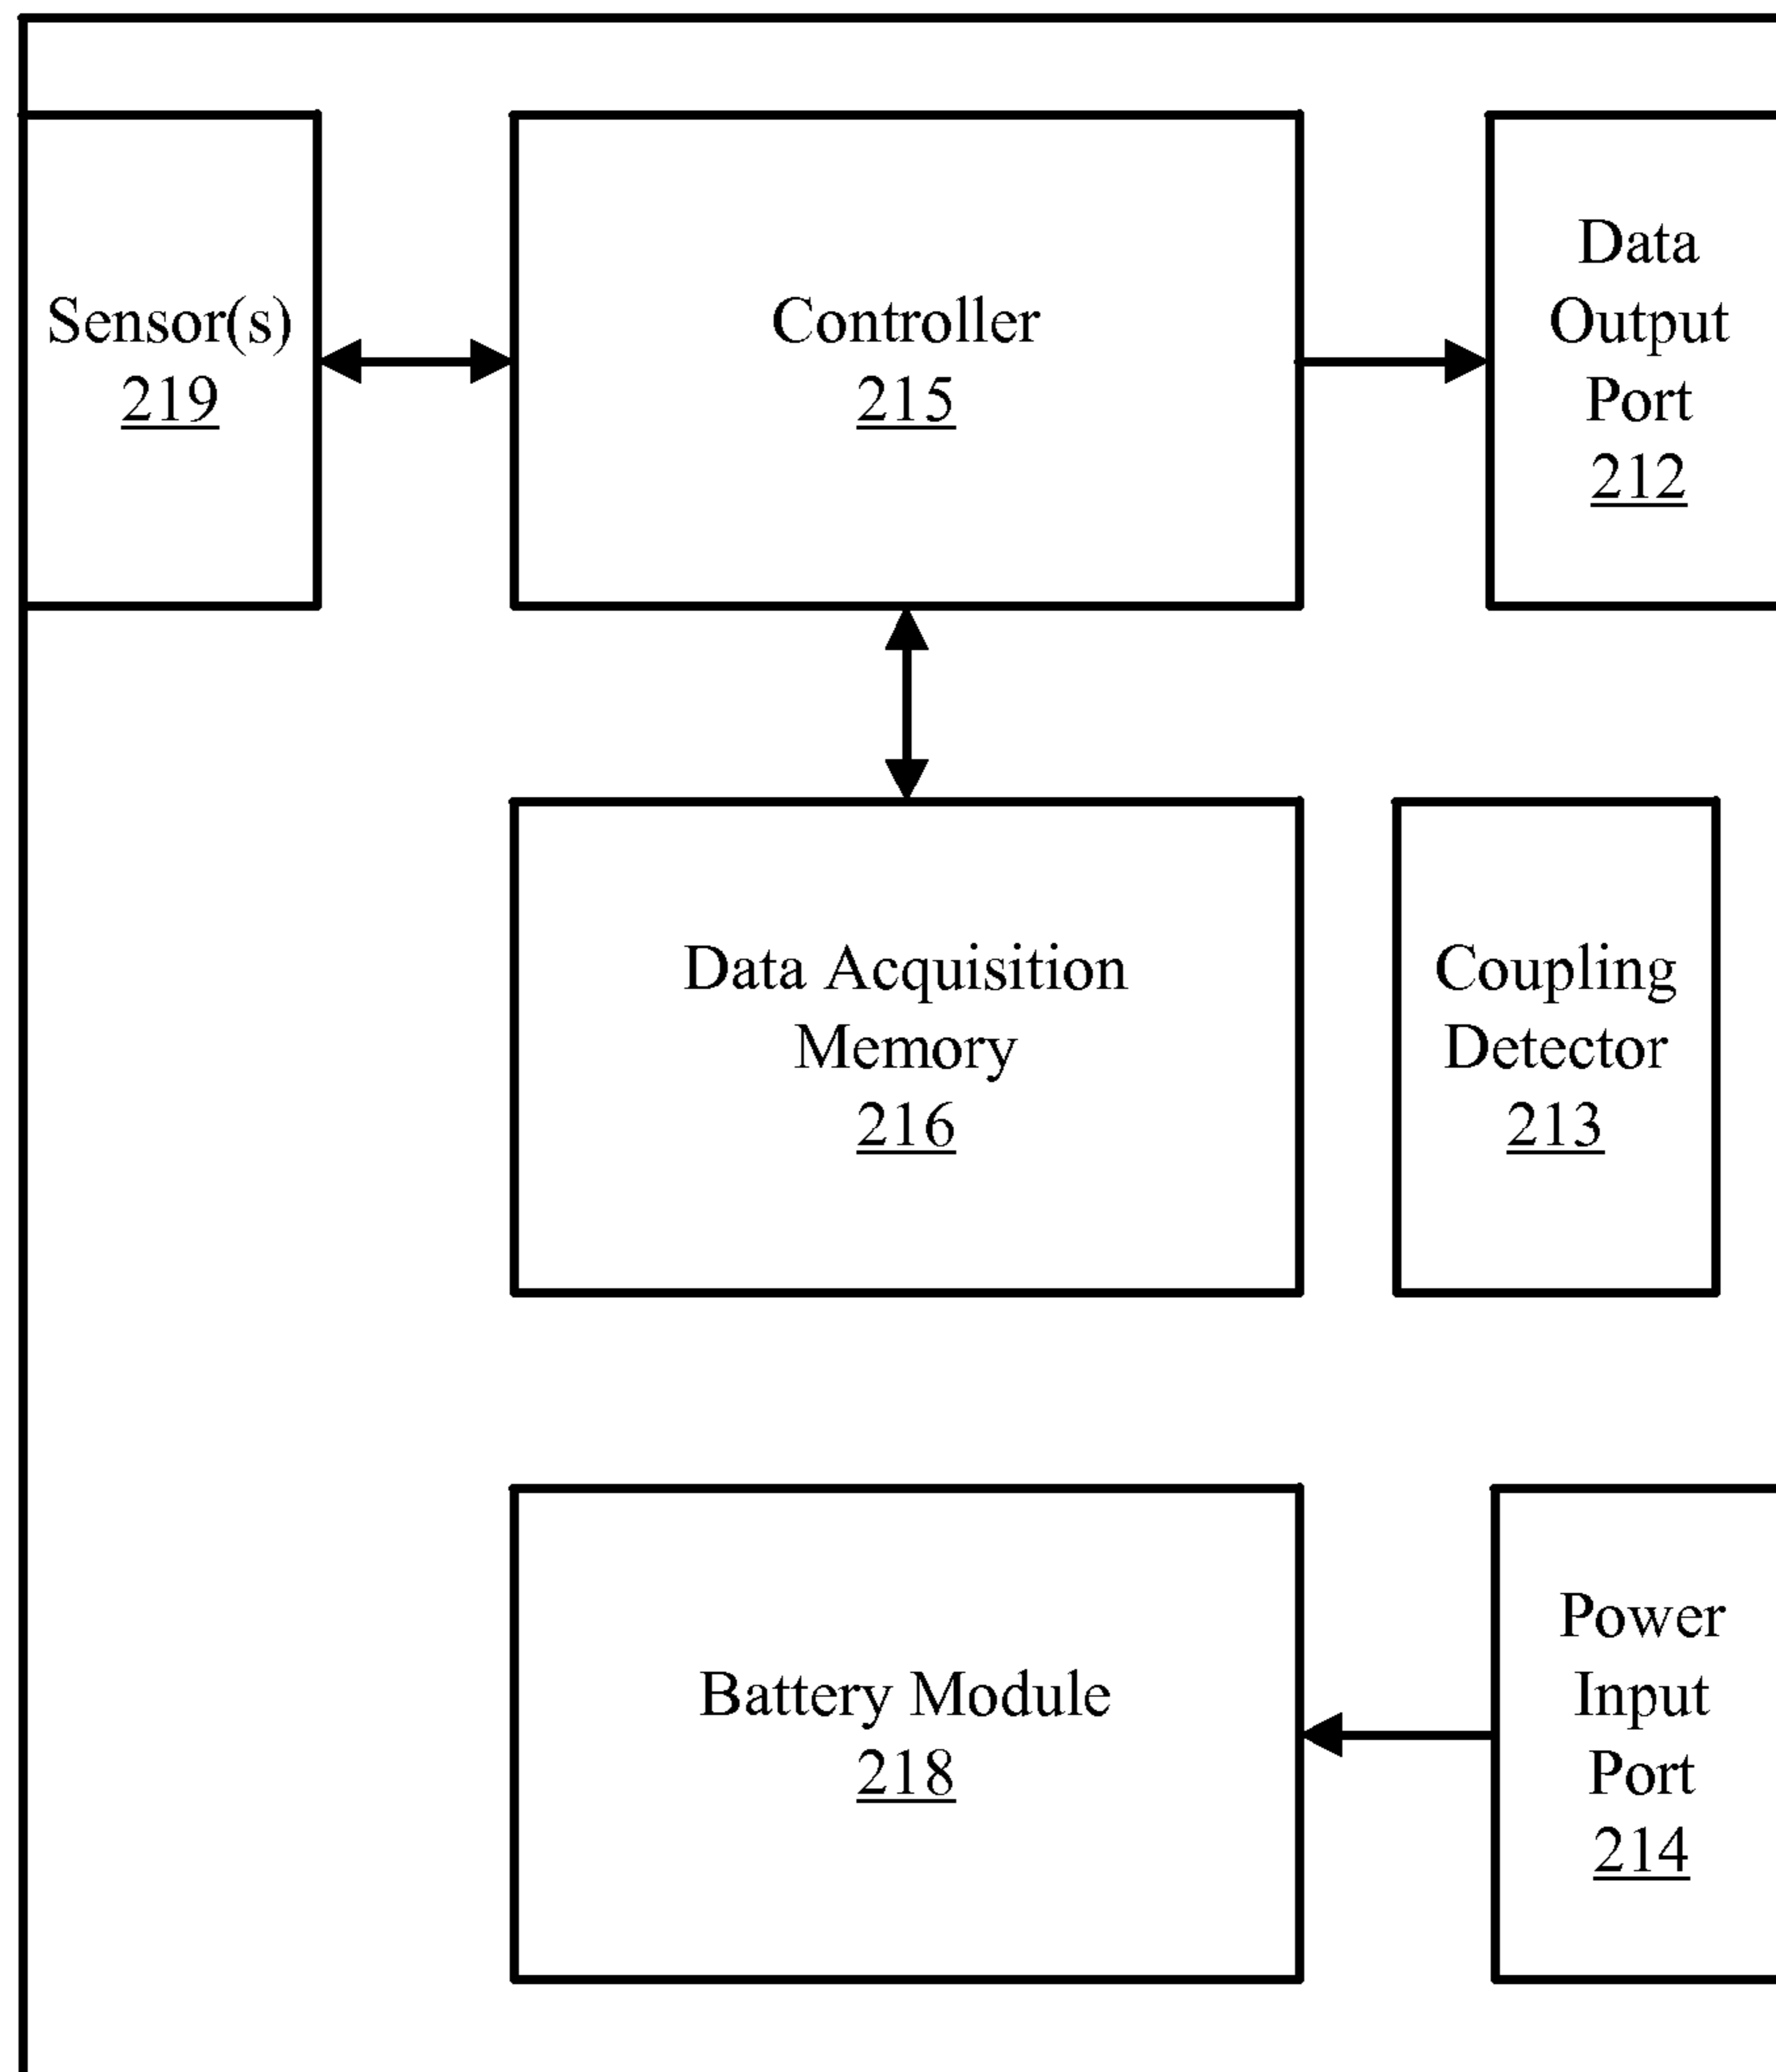 Sensor(s)
219
Controller
215
Data
Output
Port
212
Data Acquisition
Memory
216
Coupling
Detector
213
Battery Module
218
Power
Input
Port
214